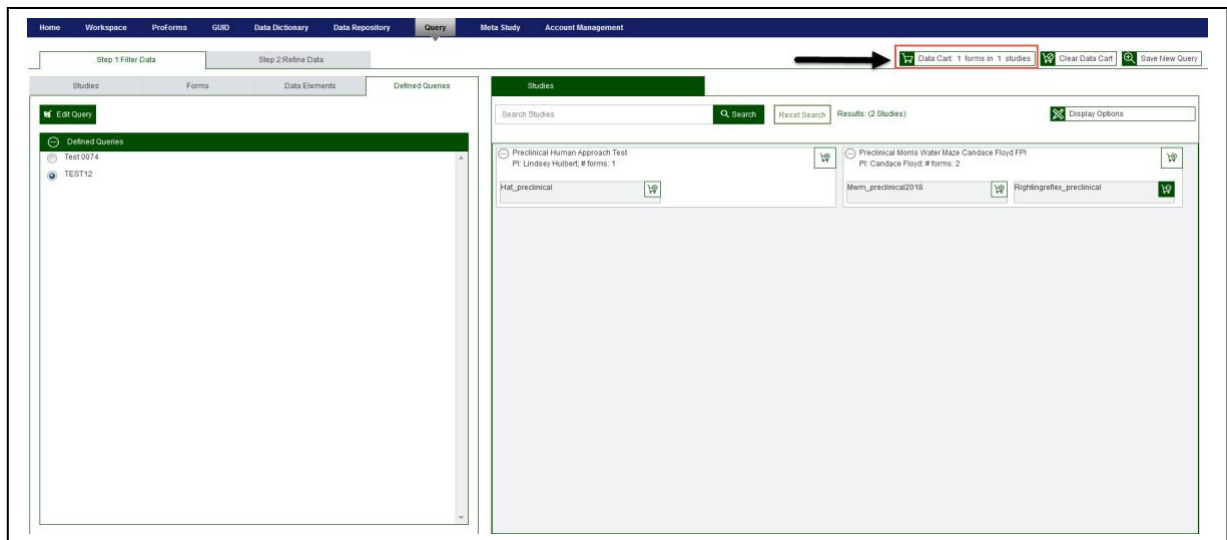 Home Workspace ProForms GUID Data Dictionary Data Repository Query Meta Study Account Management
Step 1:Filter Data Step 2:Refine Data
Data Cart: 1 forms in 1 studies Clear Data Cart Save New Query
Studies Forms Data Elements Defined Queries
Studies
Edit Query
Search Studies Search Reset Search Results: (2 Studies) Display Options
Defined Queries
Test 0074
TEST12
Preclinical Human Approach Test
PI: Lindsey Hulbert; # forms: 1
Hat_preclinical
Preclinical Morris Water Maze Candace Floyd FPI
PI: Candace Floyd; # forms: 2
Mwm_preclinical2018 Rightingreflex_preclinical